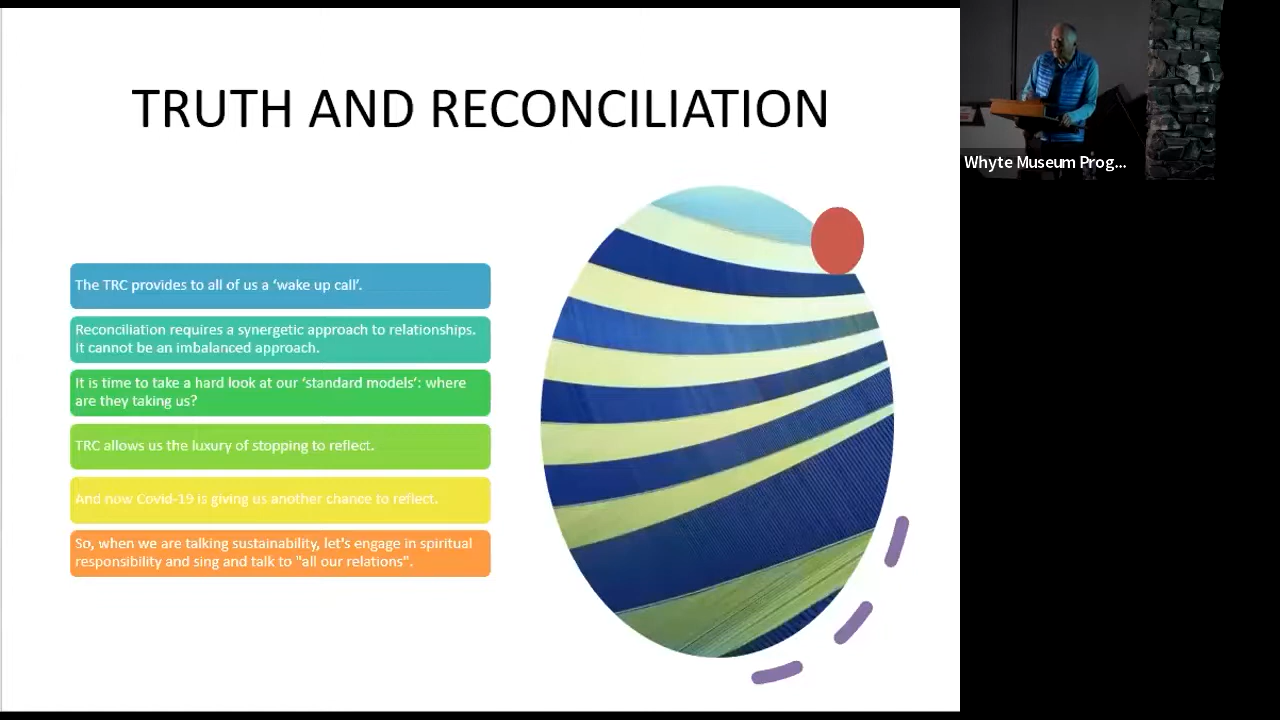 TRUTH AND RECONCILIATION
The TRC provides to all of us a ‘wake up call’.
Reconciliation requires a synergetic approach to relationships.
It cannot be an imbalanced approach.
It is time to take a hard look at our ‘standard models’: where
are they taking us?
TRC allows us the luxury of stopping to reflect.
And now Covid-19 is giving us another chance to reflect.
So, when we are talking sustainability, let's engage in spiritual
responsibility and sing and talk to "all our relations".
Whyte Museum Prog...